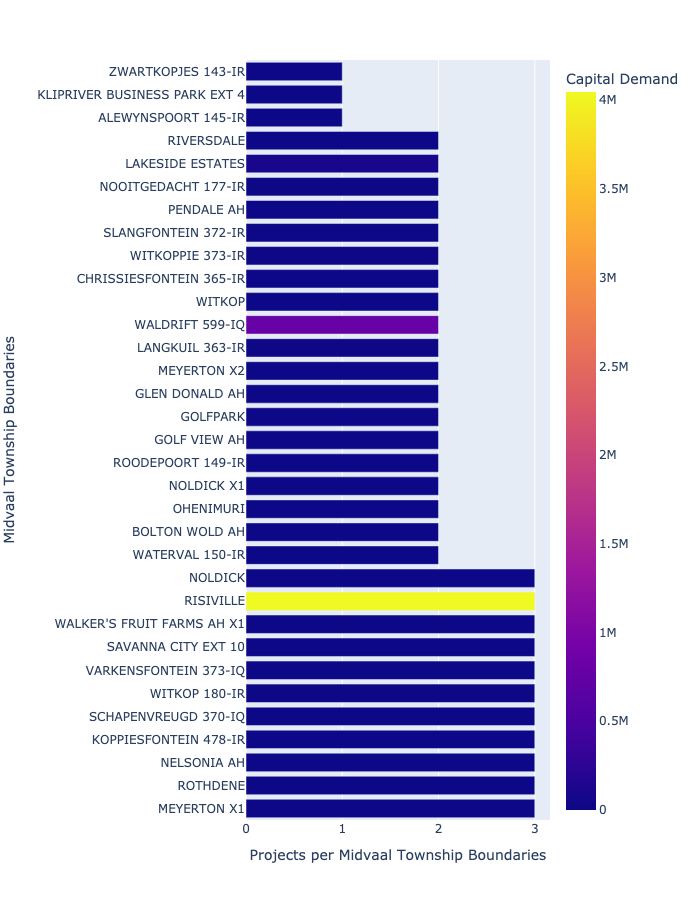 Capital Demand
ZWARTKOPJES 143-IR
KLIPRIVER BUSINESS PARK EXT 4
ALEWYNSPOORT 145-IR
RIVERSDALE
LAKESIDE ESTATES
NOOITGEDACHT 177-IR
PENDALE AH
SLANGFONTEIN 372-IR
WITKOPPIE 373-IR
CHRISSIESFONTEIN 365-IR
WITKOP
WALDRIFT 599-IQ
LANGKUIL 363-IR
MEYERTON X2
GLEN DONALD AH
GOLFPARK
GOLF VIEW AH
ROODEPOORT 149-IR
NOLDICK X1
OHENIMURI
BOLTON WOLD AH
WATERVAL 150-IR
NOLDICK
RISIVILLE
WALKER'S FRUIT FARMS AH X1
SAVANNA CITY EXT 10
VARKENSFONTEIN 373-IQ
WITKOP 180-IR
SCHAPENVREUGD 370-IQ
KOPPIESFONTEIN 478-IR
NELSONIA AH
ROTHDENE
MEYERTON X1
Midvaal Township Boundaries
0 1 2 3
Projects per Midvaal Township Boundaries
4M
3.5M
3M
2.5M
2M
1.5M
1M
0.5M
0